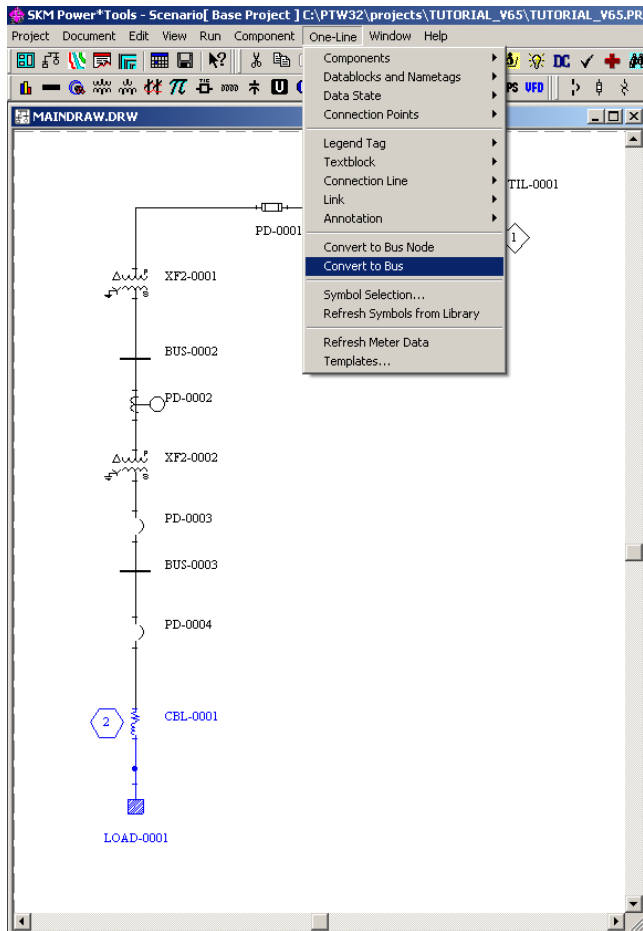 SKM Power*Tools - Scenario[ Base Project ] C:\PTW32\projects\TUTORIAL_V65\TUTORIAL_V65.PR
Project Document Edit View Run Component One-Line Window Help
DC
TIE
U
PS VFD
MAINDRAW.DRW
Components
Datablocks and Nametags
Data State
Connection Points
Legend Tag
Textblock
Connection Line
Link
Annotation
Convert to Bus Node
Convert to Bus
Symbol Selection...
Refresh Symbols from Library
Refresh Meter Data
Templates...
TIL-0001
PD-0001
1
P
XF2-0001
S
BUS-0002
PD-0002
P
XF2-0002
S
PD-0003
BUS-0003
PD-0004
CBL-0001
2
LOAD-0001